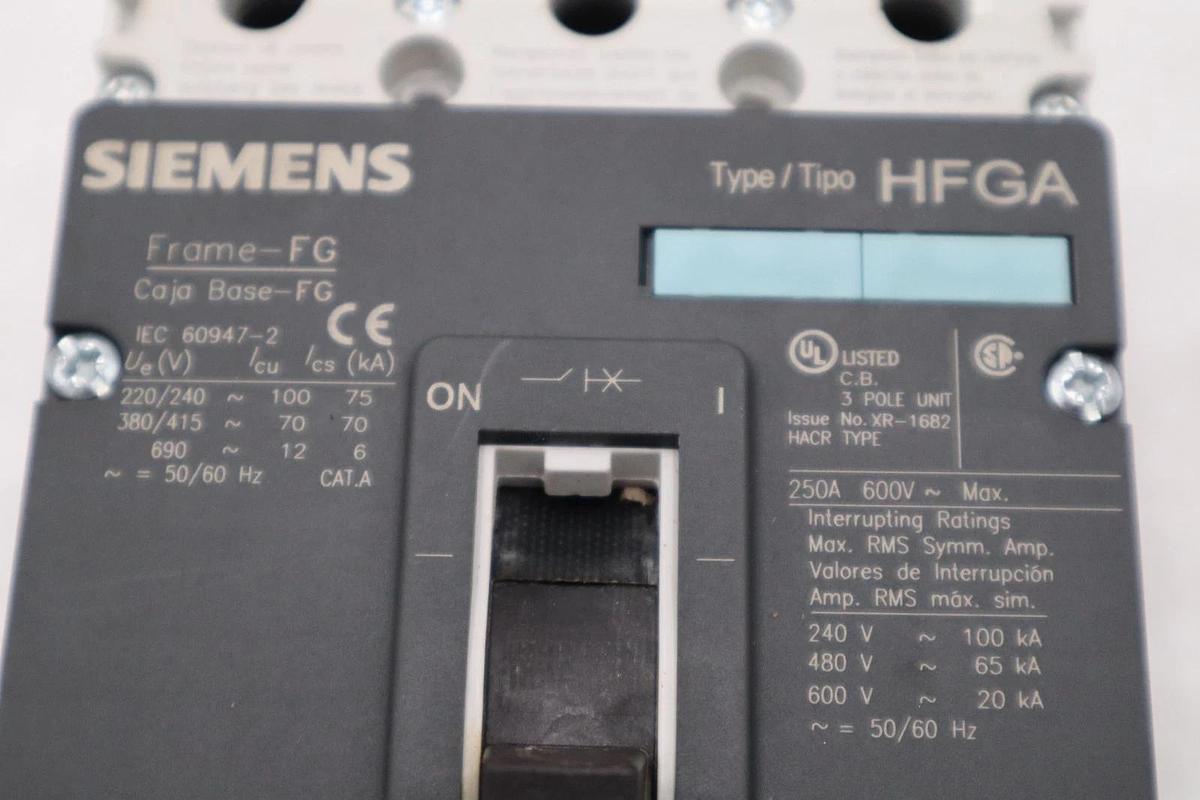 SIEMENS
Type / Tipo HFGA
Frame-FG
Caja Base-FG
CE
IEC 60947-2
Ue (V) Icu Ics (kA)
220/240 ~ 100 75
380/415 ~ 70 70
690 ~ 12 6
~ = 50/60 Hz CAT.A
ON I
UL LISTED
C.B.
3 POLE UNIT
Issue No. XR-1682
HACR TYPE
SP
250A 600V ~ Max.
Interrupting Ratings
Max. RMS Symm. Amp.
Valores de Interrupción
Amp. RMS máx. sim.
240 V ~ 100 kA
480 V ~ 65 kA
600 V ~ 20 kA
~ = 50/60 Hz